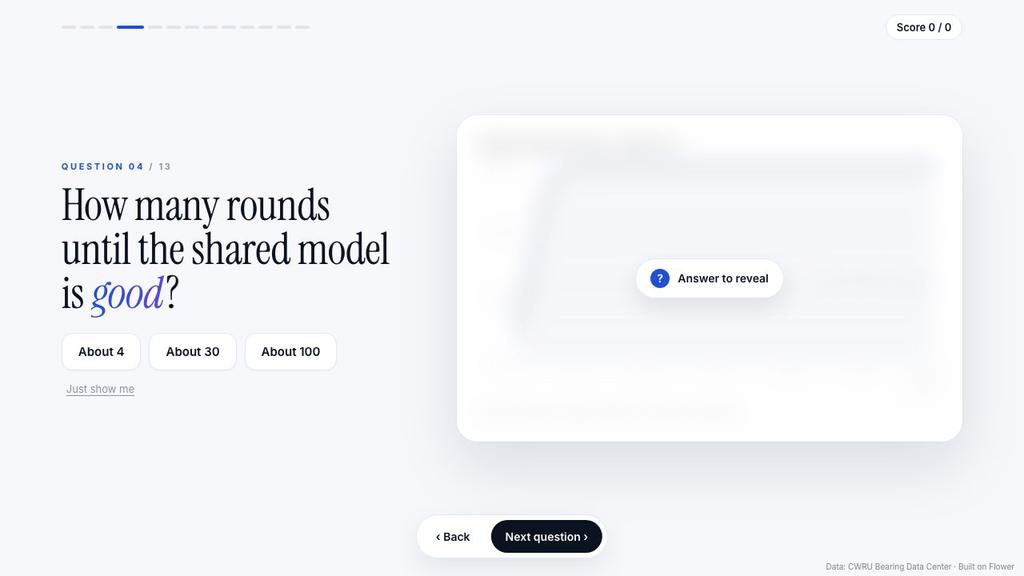 Score 0 / 0
QUESTION 04 / 13
How many rounds
until the shared model
is good?
About 4
About 30
About 100
Just show me
? Answer to reveal
‹ Back
Next question ›
Data: CWRU Bearing Data Center · Built on Flower